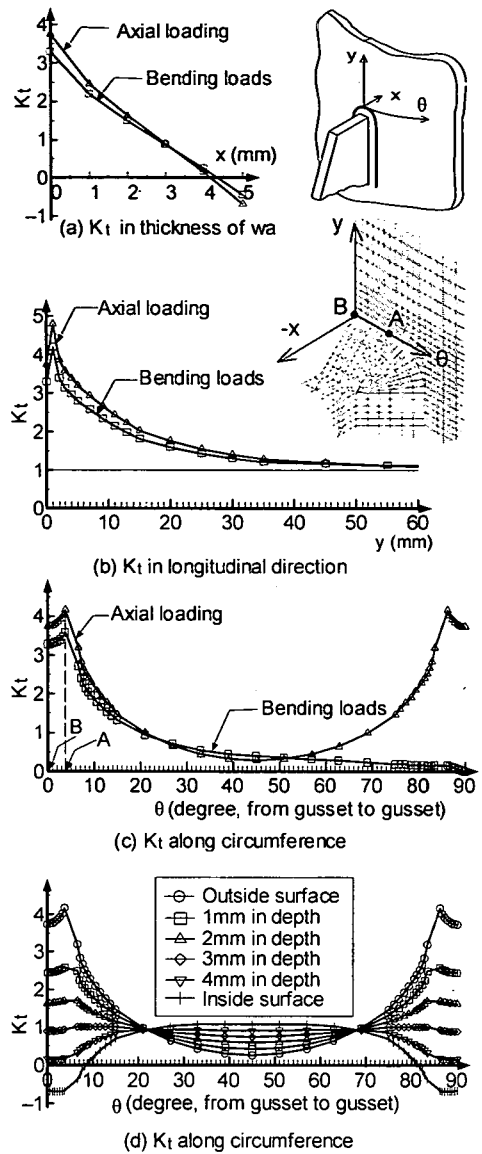 4
3
2
1
0
−1
Kt
Axial loading
Bending loads
x (mm)
0 1 2 3 4 5
(a) Kt in thickness of wa
y
x
θ
y
B
A
-x
θ
5
4
3
2
1
0
Kt
Axial loading
Bending loads
0 10 20 30 40 50 60
y (mm)
(b) Kt in longitudinal direction
4
3
2
1
0
Kt
Axial loading
Bending loads
B
A
0 10 20 30 40 50 60 70 80 90
θ (degree, from gusset to gusset)
(c) Kt along circumference
4
3
2
1
0
−1
Kt
Outside surface
1mm in depth
2mm in depth
3mm in depth
4mm in depth
Inside surface
0 10 20 30 40 50 60 70 80 90
θ (degree, from gusset to gusset)
(d) Kt along circumference